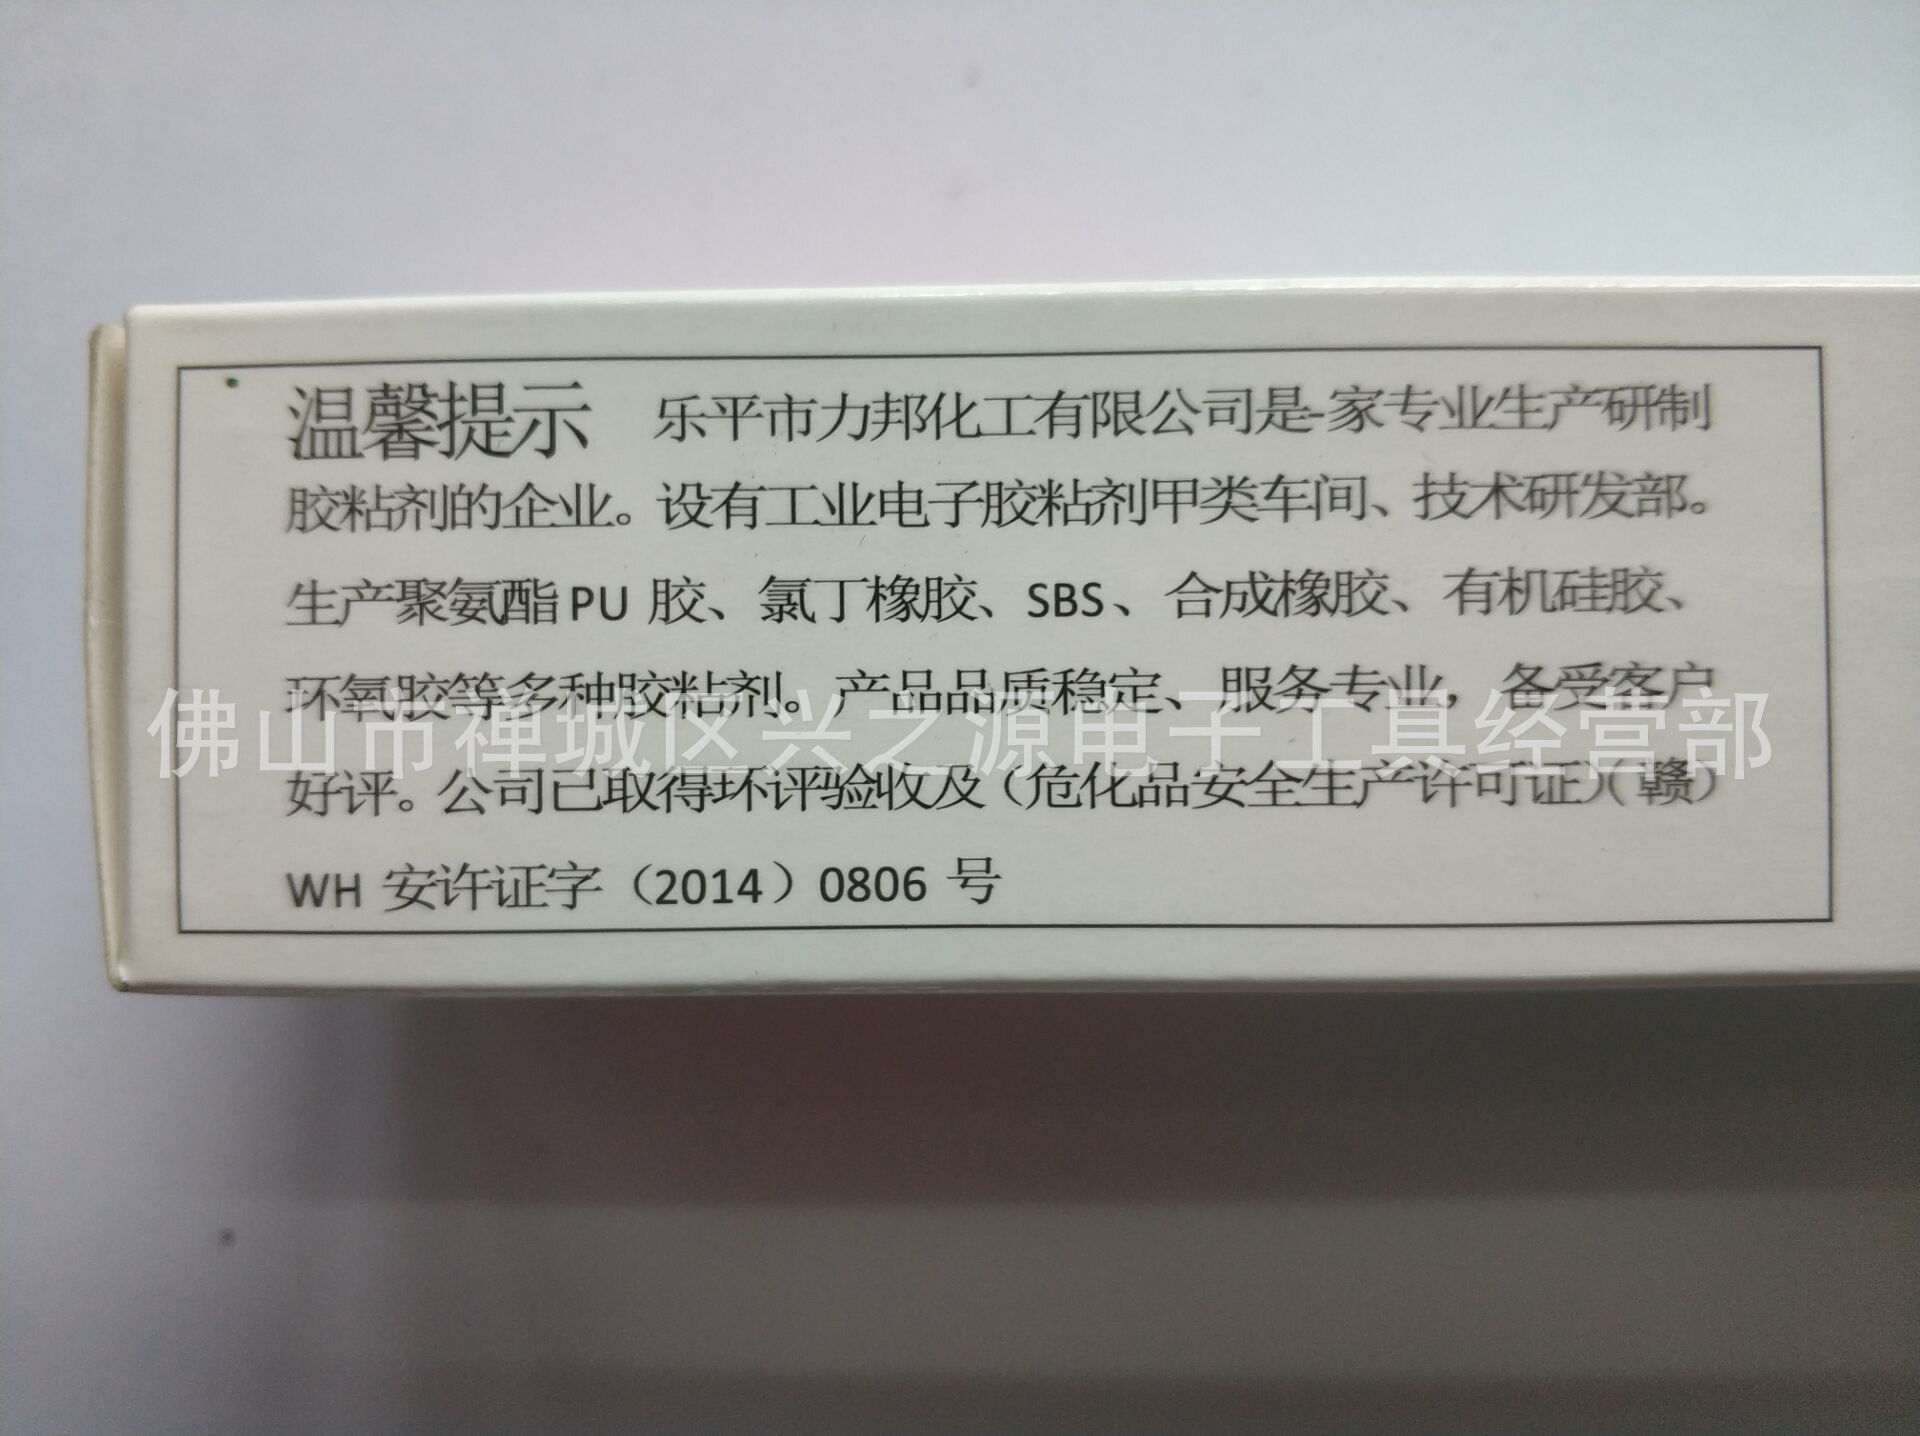 温馨提示 乐平市力邦化工有限公司是-家专业生产研制
胶粘剂的企业。设有工业电子胶粘剂甲类车间、技术研发部。
生产聚氨酯PU 胶、氯丁橡胶、SBS、合成橡胶、有机硅胶、
环氧胶等多种胶粘剂。产品品质稳定、服务专业，备受客户
佛山市禅城区兴之源电子工具经营部
好评。公司已取得环评验收及（危化品安全生产许可证）（赣）
WH 安许证字（2014）0806 号